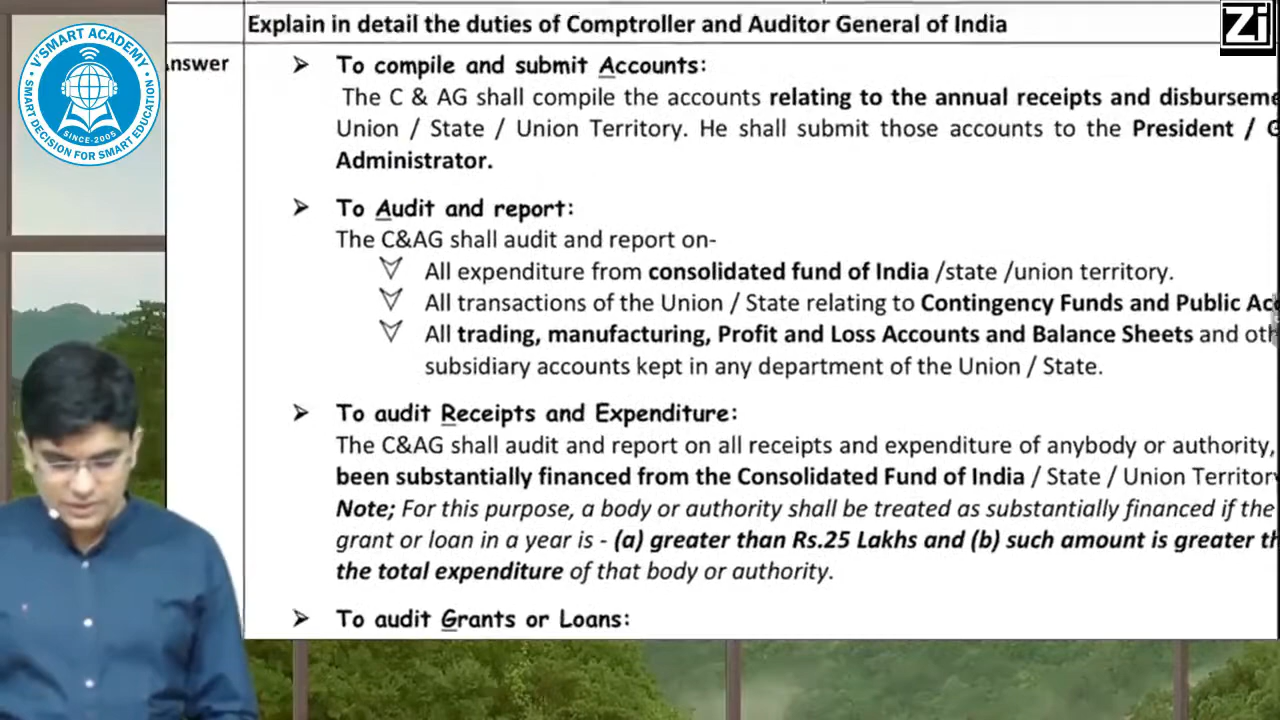 Explain in detail the duties of Comptroller and Auditor General of India
Zi
V'SMART ACADEMY
SINCE-2005
SMART DECISION FOR SMART EDUCATION
nswer
➤ To compile and submit Accounts:
The C & AG shall compile the accounts relating to the annual receipts and disburseme
Union / State / Union Territory. He shall submit those accounts to the President / G
Administrator.
➤ To Audit and report:
The C&AG shall audit and report on-
All expenditure from consolidated fund of India /state /union territory.
All transactions of the Union / State relating to Contingency Funds and Public Acc
All trading, manufacturing, Profit and Loss Accounts and Balance Sheets and oth
subsidiary accounts kept in any department of the Union / State.
➤ To audit Receipts and Expenditure:
The C&AG shall audit and report on all receipts and expenditure of anybody or authority,
been substantially financed from the Consolidated Fund of India / State / Union Territory
Note; For this purpose, a body or authority shall be treated as substantially financed if the
grant or loan in a year is - (a) greater than Rs.25 Lakhs and (b) such amount is greater th
the total expenditure of that body or authority.
➤ To audit Grants or Loans: